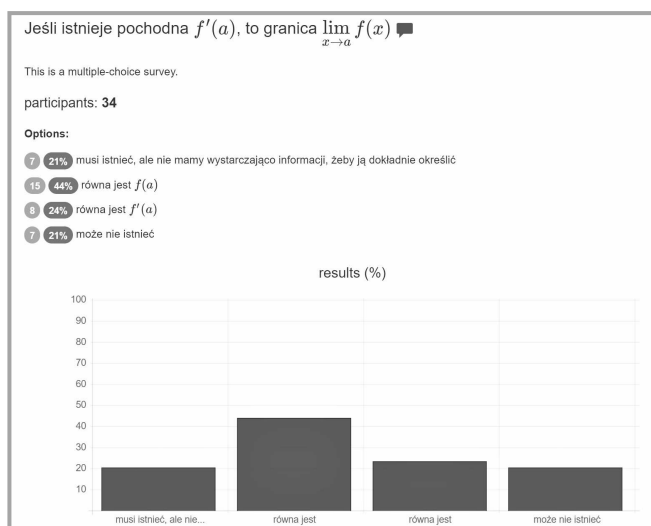 Jeśli istnieje pochodna f′(a), to granica lim x→a f(x)
This is a multiple-choice survey.
participants: 34
Options:
7 21% musi istnieć, ale nie mamy wystarczająco informacji, żeby ją dokładnie określić
15 44% równa jest f(a)
8 24% równa jest f′(a)
7 21% może nie istnieć
results (%)
100
90
80
70
60
50
40
30
20
10
musi istnieć, ale nie... równa jest równa jest może nie istnieć